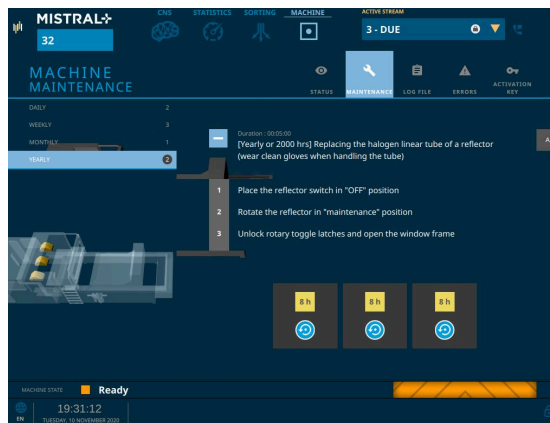 MISTRAL+
32
CNS
STATISTICS
SORTING
MACHINE
ACTIVE STREAM
3 - DUE
MACHINE
MAINTENANCE
STATUS
MAINTENANCE
LOG FILE
ERRORS
ACTIVATION
KEY
DAILY 2
WEEKLY 3
MONTHLY 1
YEARLY 2
Duration : 00:05:00
[Yearly or 2000 hrs] Replacing the halogen linear tube of a reflector
(wear clean gloves when handling the tube)
A
1 Place the reflector switch in "OFF" position
2 Rotate the reflector in "maintenance" position
3 Unlock rotary toggle latches and open the window frame
8 h
8 h
8 h
MACHINE STATE
Ready
EN
19:31:12
TUESDAY, 10 NOVEMBER 2020